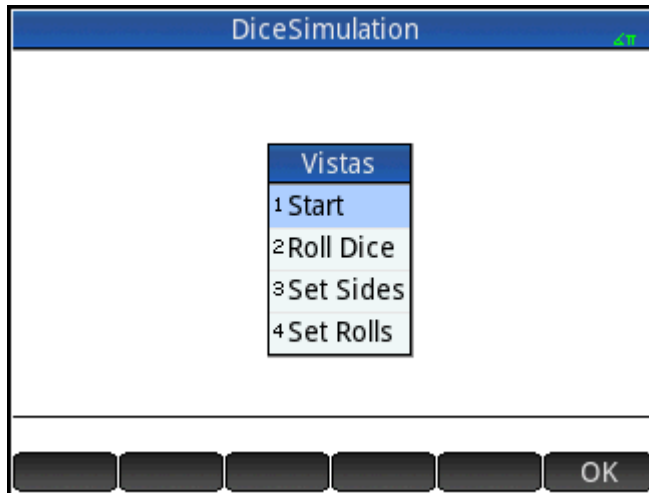 DiceSimulation
∡π
Vistas
1 Start
2 Roll Dice
3 Set Sides
4 Set Rolls
OK